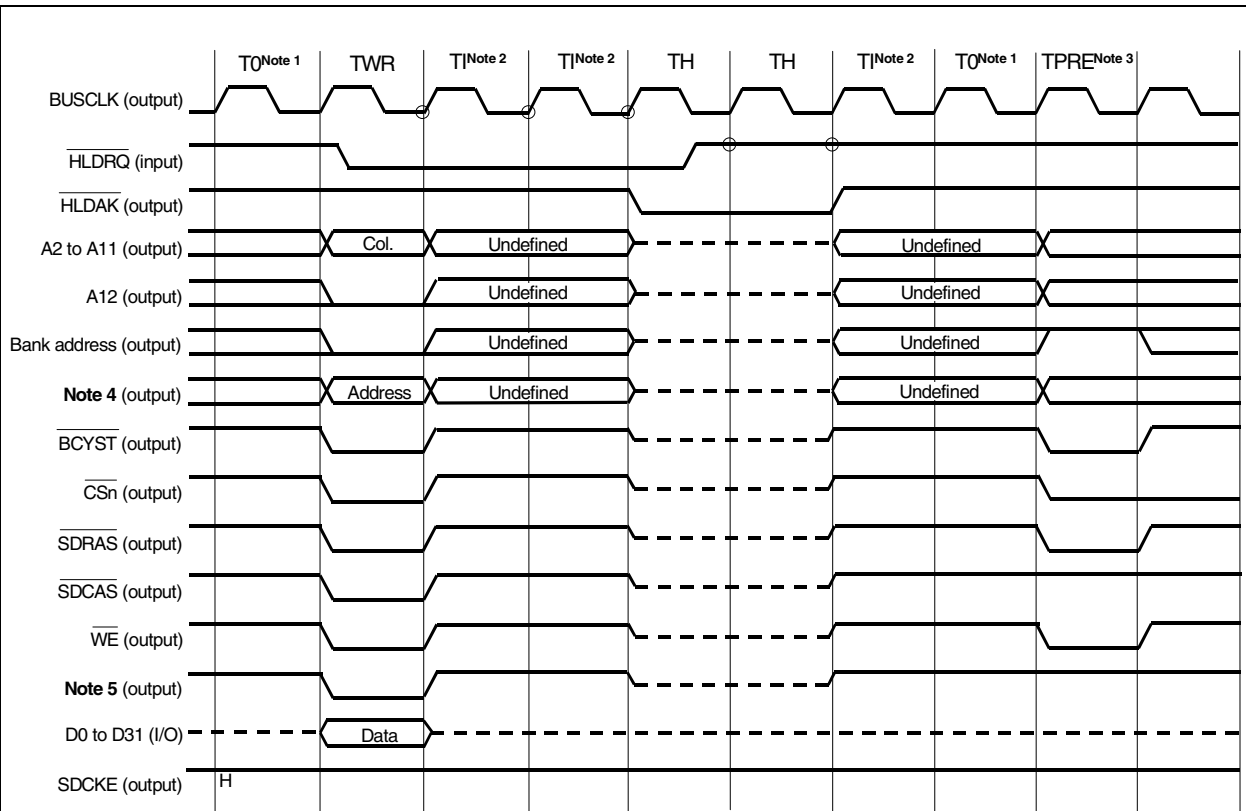 T0Note 1 TWR TINote 2 TINote 2 TH TH TINote 2 T0Note 1 TPRENote 3
BUSCLK (output)
HLDRQ (input)
HLDAK (output)
A2 to A11 (output) Col. Undefined Undefined
A12 (output) Undefined Undefined
Bank address (output) Undefined Undefined
Note 4 (output) Address Undefined Undefined
BCYST (output)
CSn (output)
SDRAS (output)
SDCAS (output)
WE (output)
Note 5 (output)
D0 to D31 (I/O) Data
SDCKE (output) H